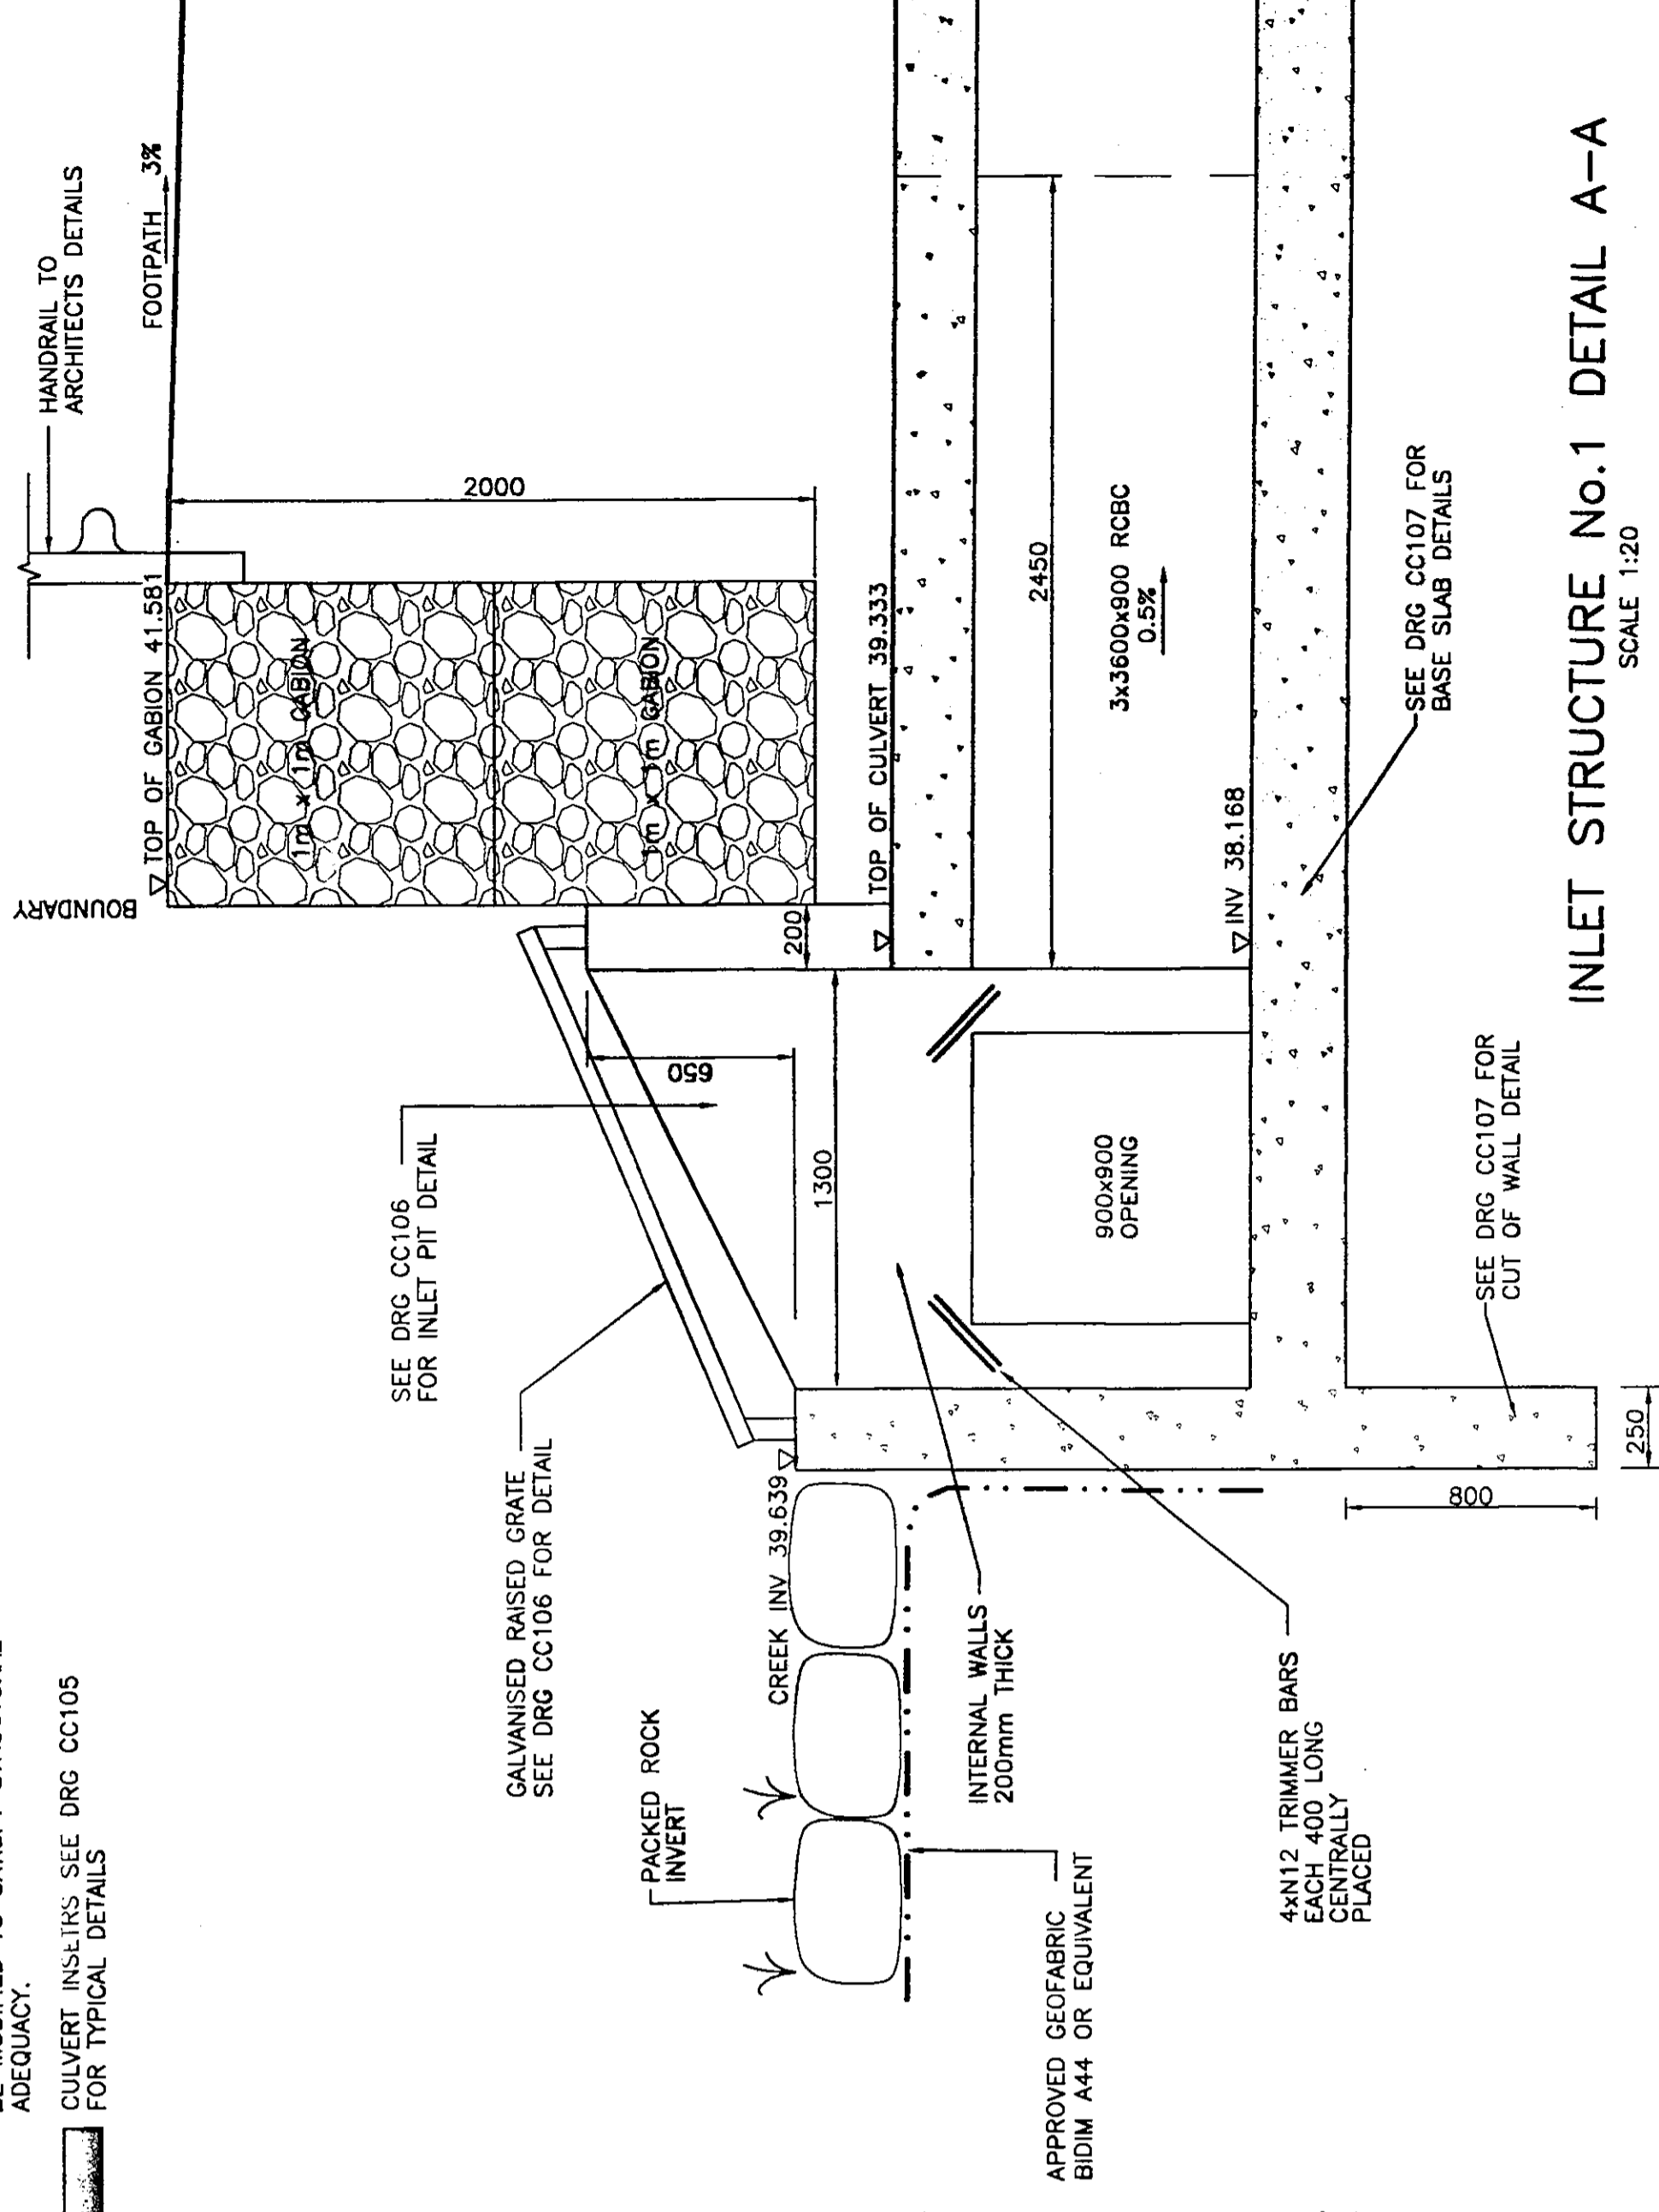 ADEQUACY.
CULVERT INSETRS SEE DRG CC105
FOR TYPICAL DETAILS
HANDRAIL TO
ARCHITECTS DETAILS
FOOTPATH 3%
BOUNDARY
TOP OF GABION 41.581
2000
1m x 1m GABION
1m x 1m GABION
SEE DRG CC106
FOR INLET PIT DETAIL
GALVANISED RAISED GRATE
SEE DRG CC106 FOR DETAIL
650
200
TOP OF CULVERT 39.333
PACKED ROCK
INVERT
CREEK INV 39.639
1300
2450
INTERNAL WALLS
200mm THICK
900x900
OPENING
3x3600x900 RCBC
0.5%
INV 38.168
APPROVED GEOFABRIC
BIDIM A44 OR EQUIVALENT
4xN12 TRIMMER BARS
EACH 400 LONG
CENTRALLY
PLACED
SEE DRG CC107 FOR
BASE SLAB DETAILS
800
SEE DRG CC107 FOR
CUT OF WALL DETAIL
250
INLET STRUCTURE No.1 DETAIL A-A
SCALE 1:20